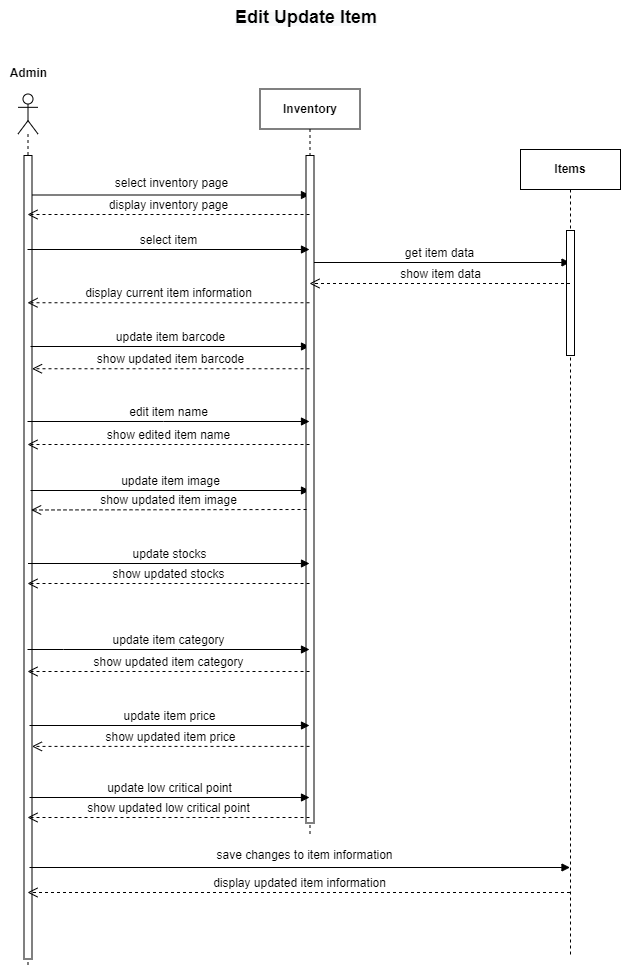 Edit Update Item
Admin
Inventory
Items
select inventory page
display inventory page
select item
get item data
show item data
display current item information
update item barcode
show updated item barcode
edit item name
show edited item name
update item image
show updated item image
update stocks
show updated stocks
update item category
show updated item category
update item price
show updated item price
update low critical point
show updated low critical point
save changes to item information
display updated item information